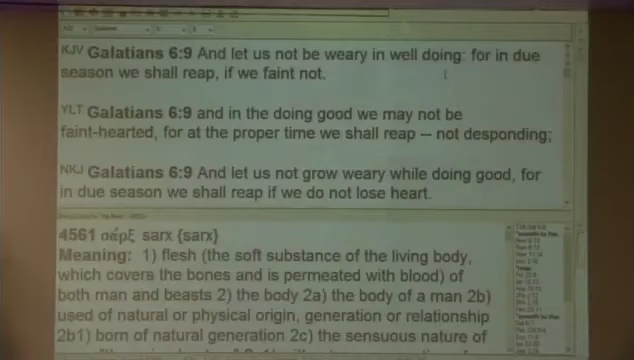 KJV Galatians 6:9 And let us not be weary in well doing: for in due
season we shall reap, if we faint not.
YLT Galatians 6:9 and in the doing good we may not be
faint-hearted, for at the proper time we shall reap -- not desponding;
NKJ Galatians 6:9 And let us not grow weary while doing good, for
in due season we shall reap if we do not lose heart.
4561 σάρξ sarx {sarx}
Meaning: 1) flesh (the soft substance of the living body,
which covers the bones and is permeated with blood) of
both man and beasts 2) the body 2a) the body of a man 2b)
used of natural or physical origin, generation or relationship
2b1) born of natural generation 2c) the sensuous nature of